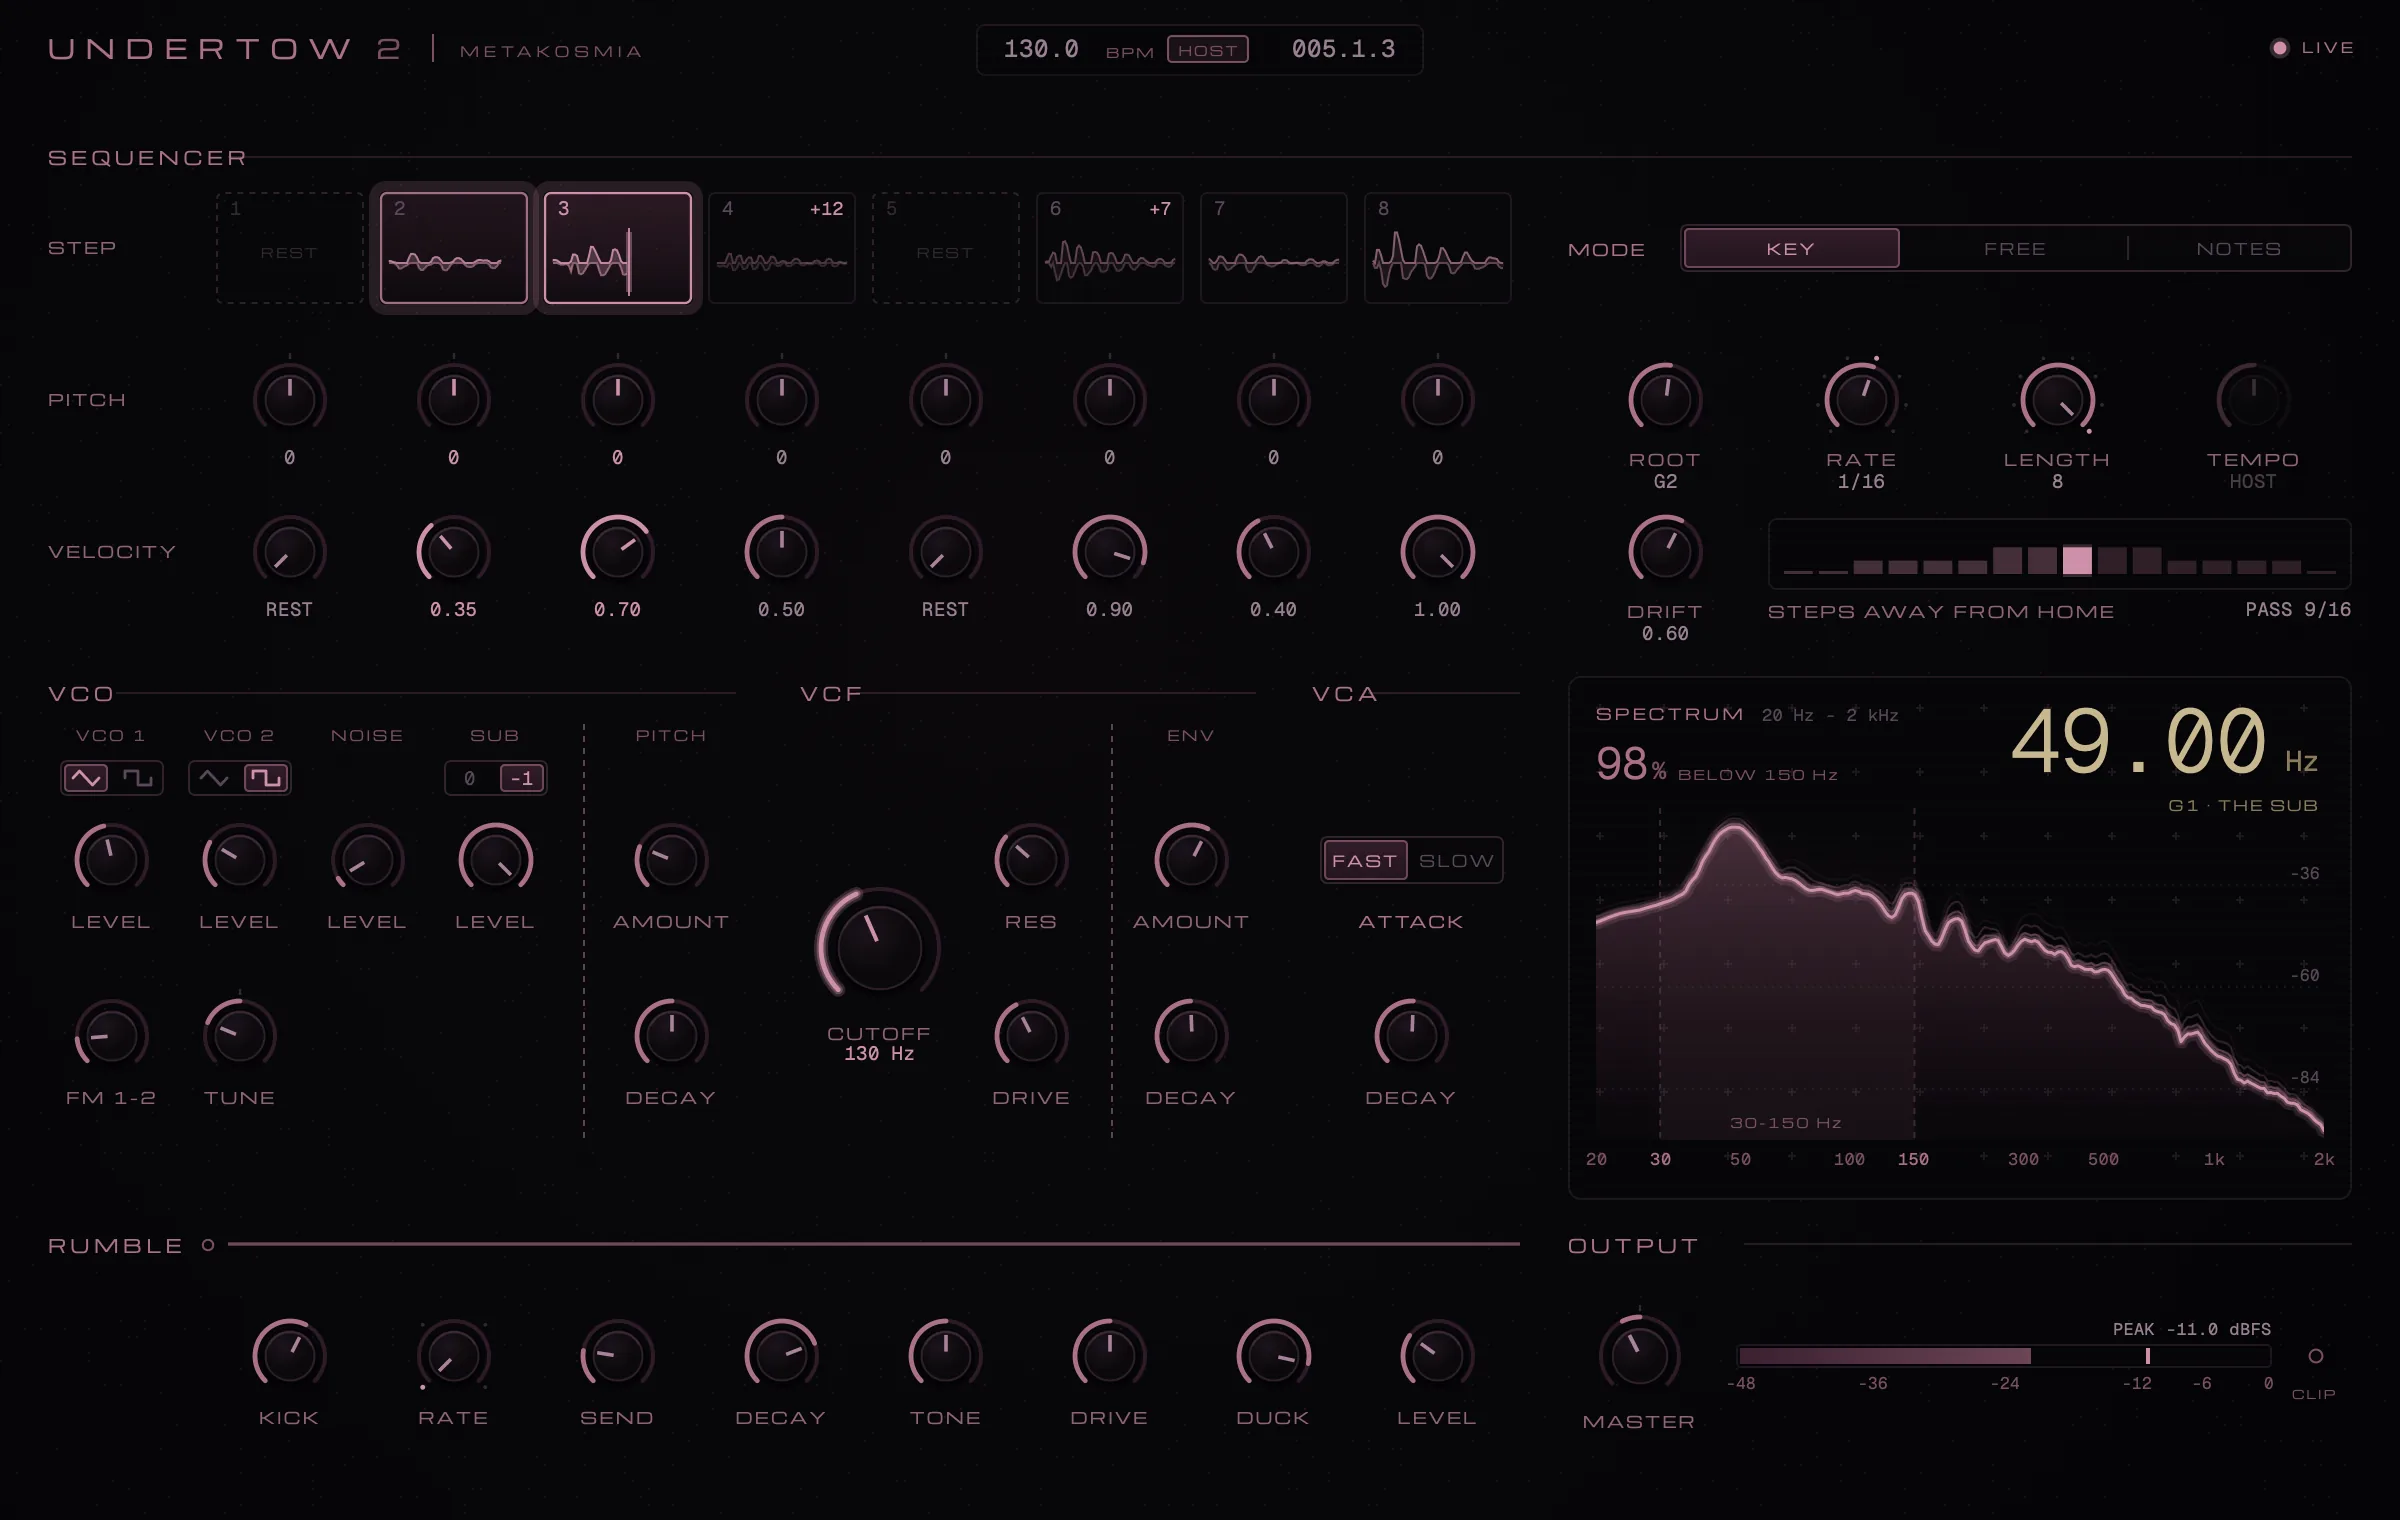 UNDERTOW 2 | METAKOSMIA
130.0 BPM HOST 005.1.3
LIVE
SEQUENCER
STEP
1 REST
2
3
4 +12
5 REST
6 +7
7
8
MODE KEY FREE NOTES
PITCH
0 0 0 0 0 0 0 0
ROOT RATE LENGTH TEMPO
G2 1/16 8 HOST
VELOCITY
REST 0.35 0.70 0.50 REST 0.90 0.40 1.00
DRIFT
0.60
STEPS AWAY FROM HOME PASS 9/16
VCO
VCO 1 VCO 2 NOISE SUB PITCH
0 -1
LEVEL LEVEL LEVEL LEVEL AMOUNT
FM 1-2 TUNE DECAY
VCF
ENV
CUTOFF
130 Hz
RES AMOUNT
DRIVE DECAY
VCA
FAST SLOW
ATTACK
DECAY
SPECTRUM 20 Hz - 2 kHz
98% BELOW 150 Hz
49.00 Hz
G1 · THE SUB
-36
-60
-84
30-150 Hz
20 30 50 100 150 300 500 1k 2k
RUMBLE
KICK RATE SEND DECAY TONE DRIVE DUCK LEVEL
OUTPUT
MASTER
PEAK -11.0 dBFS
-48 -36 -24 -12 -6 0
CLIP